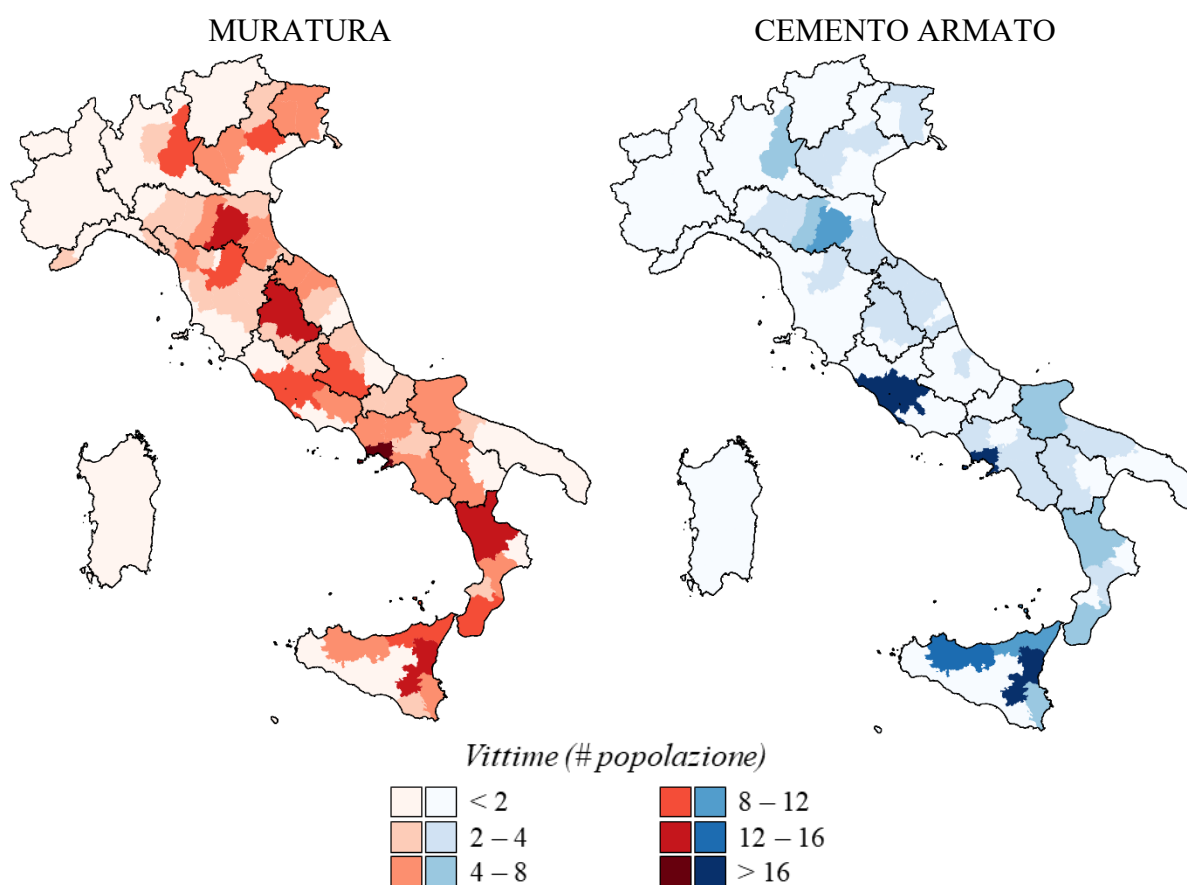 MURATURA
CEMENTO ARMATO
Vittime (# popolazione)
< 2
8 – 12
2 – 4
12 – 16
4 – 8
> 16